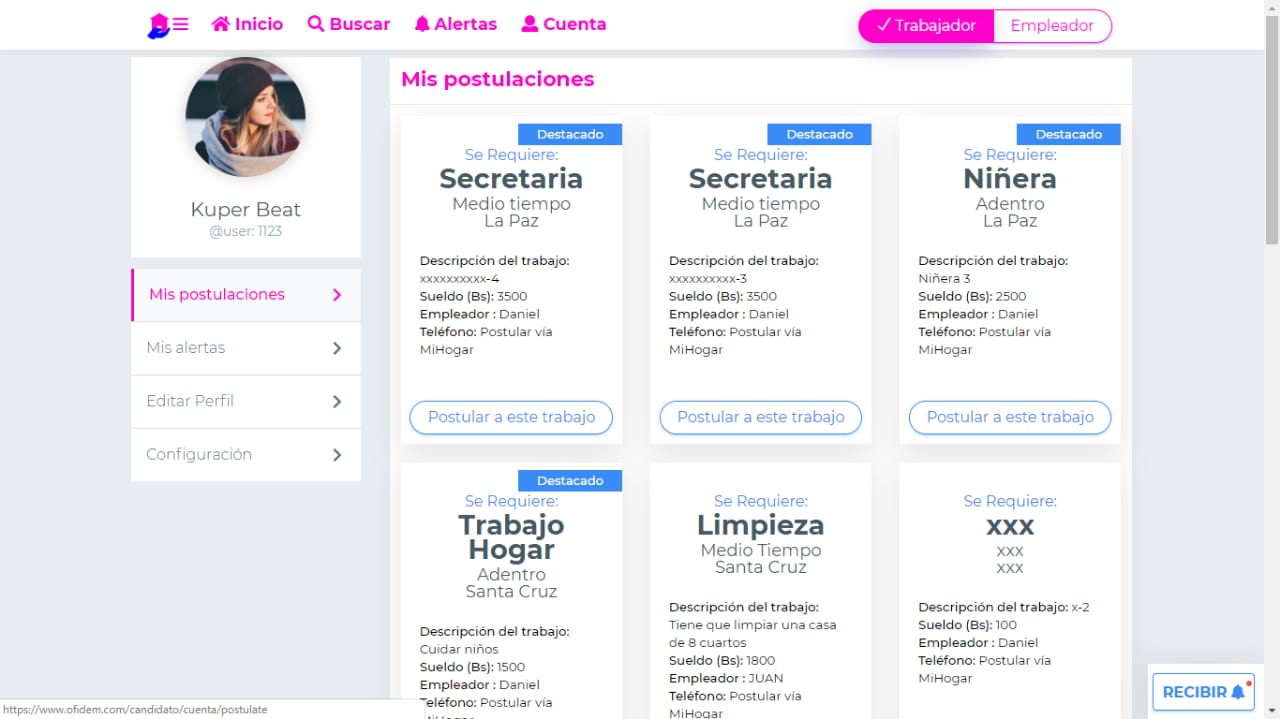 Inicio Buscar Alertas Cuenta Trabajador Empleador
Kuper Beat
@user: 1123
Mis postulaciones
Mis alertas
Editar Perfil
Configuración
Mis postulaciones
Destacado
Se Requiere:
Secretaria
Medio tiempo
La Paz
Descripción del trabajo:
xxxxxxxxxx-4
Sueldo (Bs): 3500
Empleador : Daniel
Teléfono: Postular vía
MiHogar
Postular a este trabajo
Destacado
Se Requiere:
Secretaria
Medio tiempo
La Paz
Descripción del trabajo:
xxxxxxxxxx-3
Sueldo (Bs): 3500
Empleador : Daniel
Teléfono: Postular vía
MiHogar
Postular a este trabajo
Destacado
Se Requiere:
Niñera
Adentro
La Paz
Descripción del trabajo:
Niñera 3
Sueldo (Bs): 2500
Empleador : Daniel
Teléfono: Postular vía
MiHogar
Postular a este trabajo
Destacado
Se Requiere:
Trabajo
Hogar
Adentro
Santa Cruz
Descripción del trabajo:
Cuidar niños
Sueldo (Bs): 1500
Empleador : Daniel
Teléfono: Postular vía
MiHogar
Se Requiere:
Limpieza
Medio Tiempo
Santa Cruz
Descripción del trabajo:
Tiene que limpiar una casa
de 8 cuartos
Sueldo (Bs): 1800
Empleador : JUAN
Teléfono: Postular vía
MiHogar
Se Requiere:
xxx
xxx
xxx
Descripción del trabajo: x-2
Sueldo (Bs): 100
Empleador : Daniel
Teléfono: Postular vía
MiHogar
RECIBIR
https://www.ofidem.com/candidato/cuenta/postulate